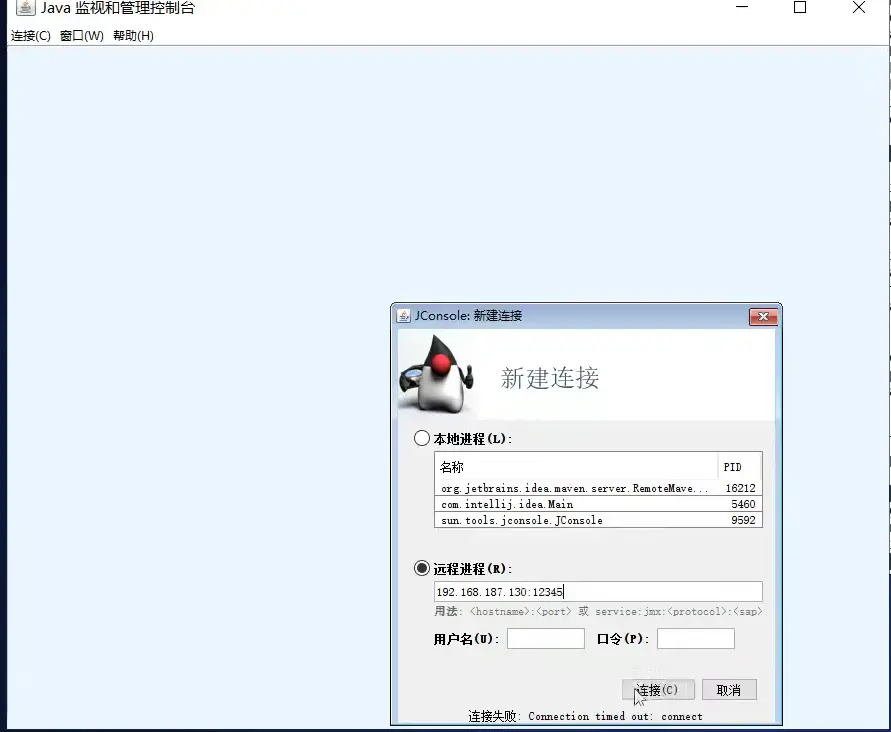 Java 监视和管理控制台
连接(C) 窗口(W) 帮助(H)
JConsole: 新建连接
新建连接
本地进程(L):
名称 PID
org.jetbrains.idea.maven.server.RemoteMave... 16212
com.intellij.idea.Main 5460
sun.tools.jconsole.JConsole 9592
远程进程(R):
192.168.187.130:12345
用法: <hostname>:<port> 或 service:jmx:<protocol>:<sap>
用户名(U): 口令(P):
连接(C) 取消
连接失败: Connection timed out: connect